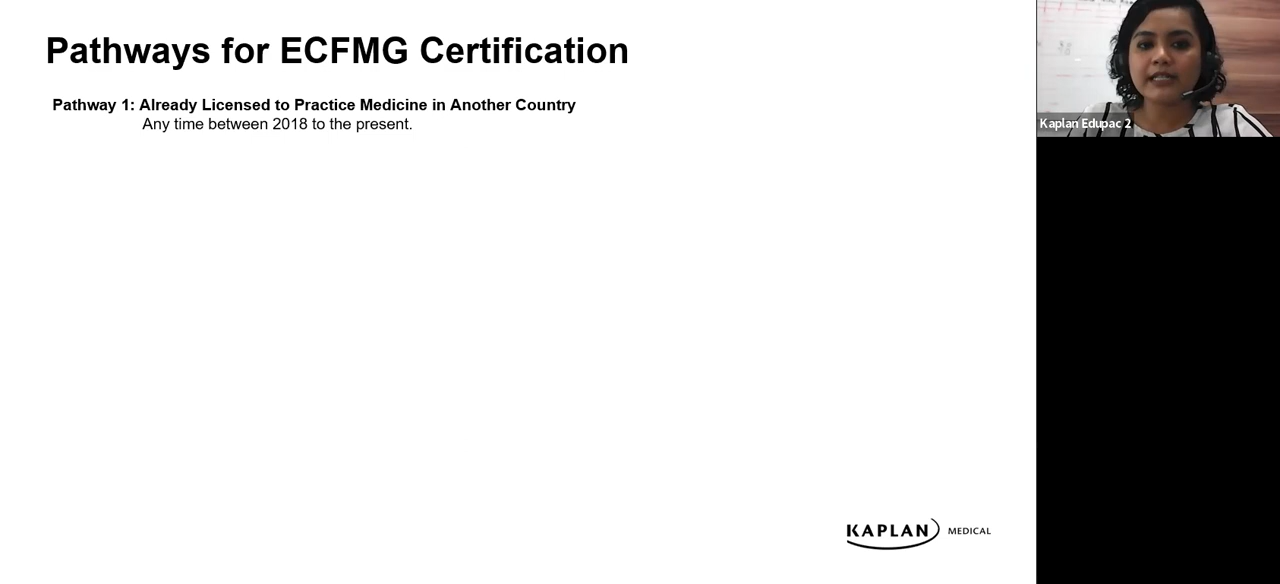 Pathways for ECFMG Certification
Pathway 1: Already Licensed to Practice Medicine in Another Country
Any time between 2018 to the present.
Kaplan Edupac 2
KAPLAN MEDICAL